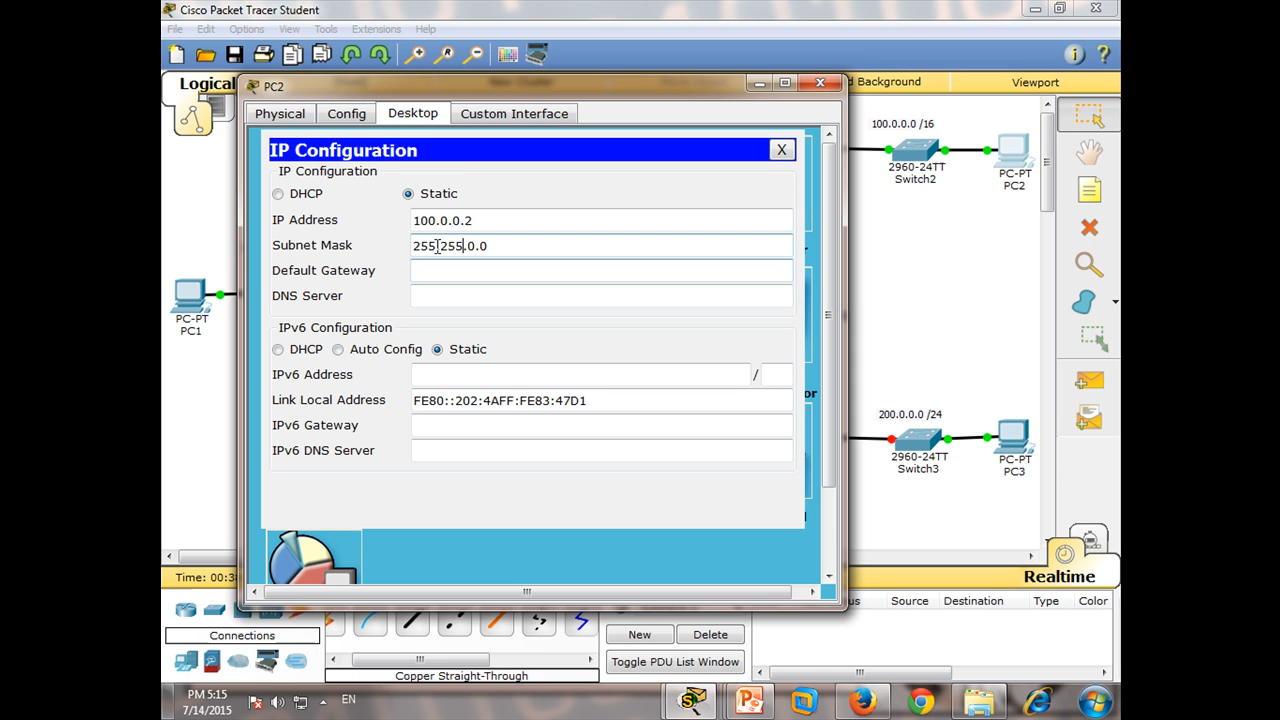 Cisco Packet Tracer Student
File Edit Options View Tools Extensions Help
Logical
d Background
Viewport
PC2
Physical Config Desktop Custom Interface
IP Configuration X
IP Configuration
DHCP Static
IP Address 100.0.0.2
Subnet Mask 255.255.0.0
Default Gateway
DNS Server
IPv6 Configuration
DHCP Auto Config Static
IPv6 Address /
Link Local Address FE80::202:4AFF:FE83:47D1
IPv6 Gateway
IPv6 DNS Server
PC-PT
PC1
100.0.0.0 /16
2960-24TT
Switch2
PC-PT
PC2
or
200.0.0.0 /24
2960-24TT
Switch3
PC-PT
PC3
Time: 00:3
Realtime
Connections
Copper Straight-Through
New Delete
Toggle PDU List Window
us Source Destination Type Color
PM 5:15
7/14/2015
EN